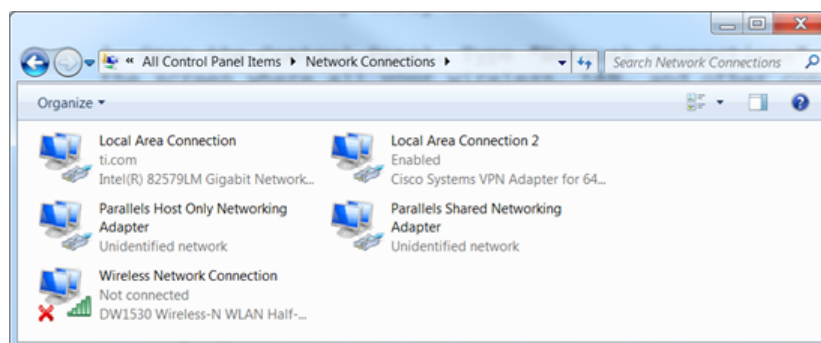 « All Control Panel Items ▸ Network Connections ▸
Search Network Connections
Organize ▾
Local Area Connection
ti.com
Intel(R) 82579LM Gigabit Network...
Local Area Connection 2
Enabled
Cisco Systems VPN Adapter for 64...
Parallels Host Only Networking
Adapter
Unidentified network
Parallels Shared Networking
Adapter
Unidentified network
Wireless Network Connection
Not connected
DW1530 Wireless-N WLAN Half-...